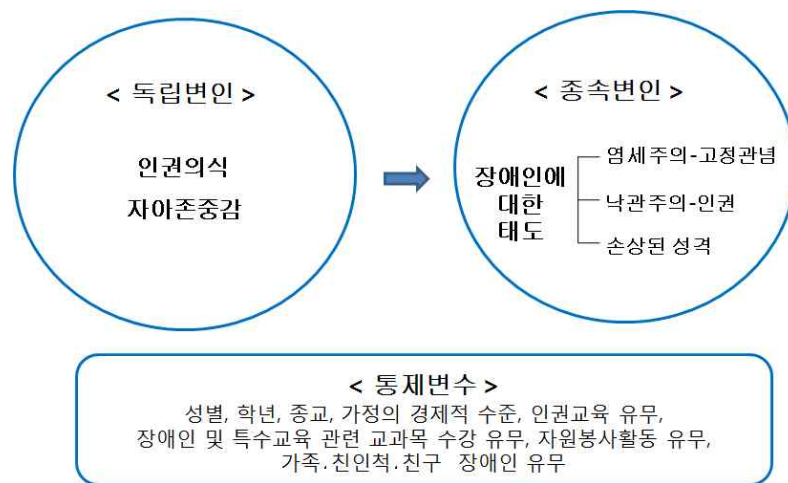 < 독립변인 >
인권의식
자아존중감
< 종속변인 >
장애인에
대한
태도
염세주의-고정관념
낙관주의-인권
손상된 성격
< 통제변수 >
성별, 학년, 종교, 가정의 경제적 수준, 인권교육 유무,
장애인 및 특수교육 관련 교과목 수강 유무, 자원봉사활동 유무,
가족.친인척.친구 장애인 유무